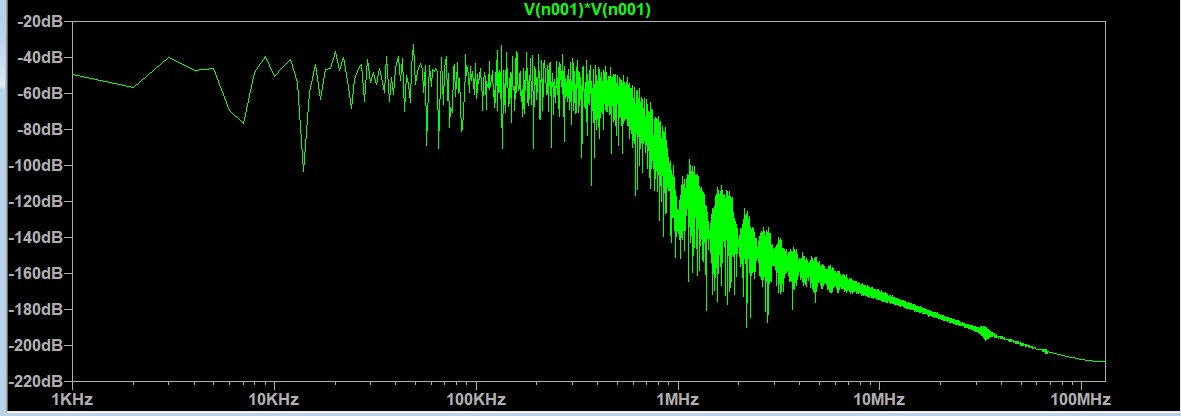 V(n001)*V(n001)
-20dB
-40dB
-60dB
-80dB
-100dB
-120dB
-140dB
-160dB
-180dB
-200dB
-220dB
1KHz 10KHz 100KHz 1MHz 10MHz 100MHz